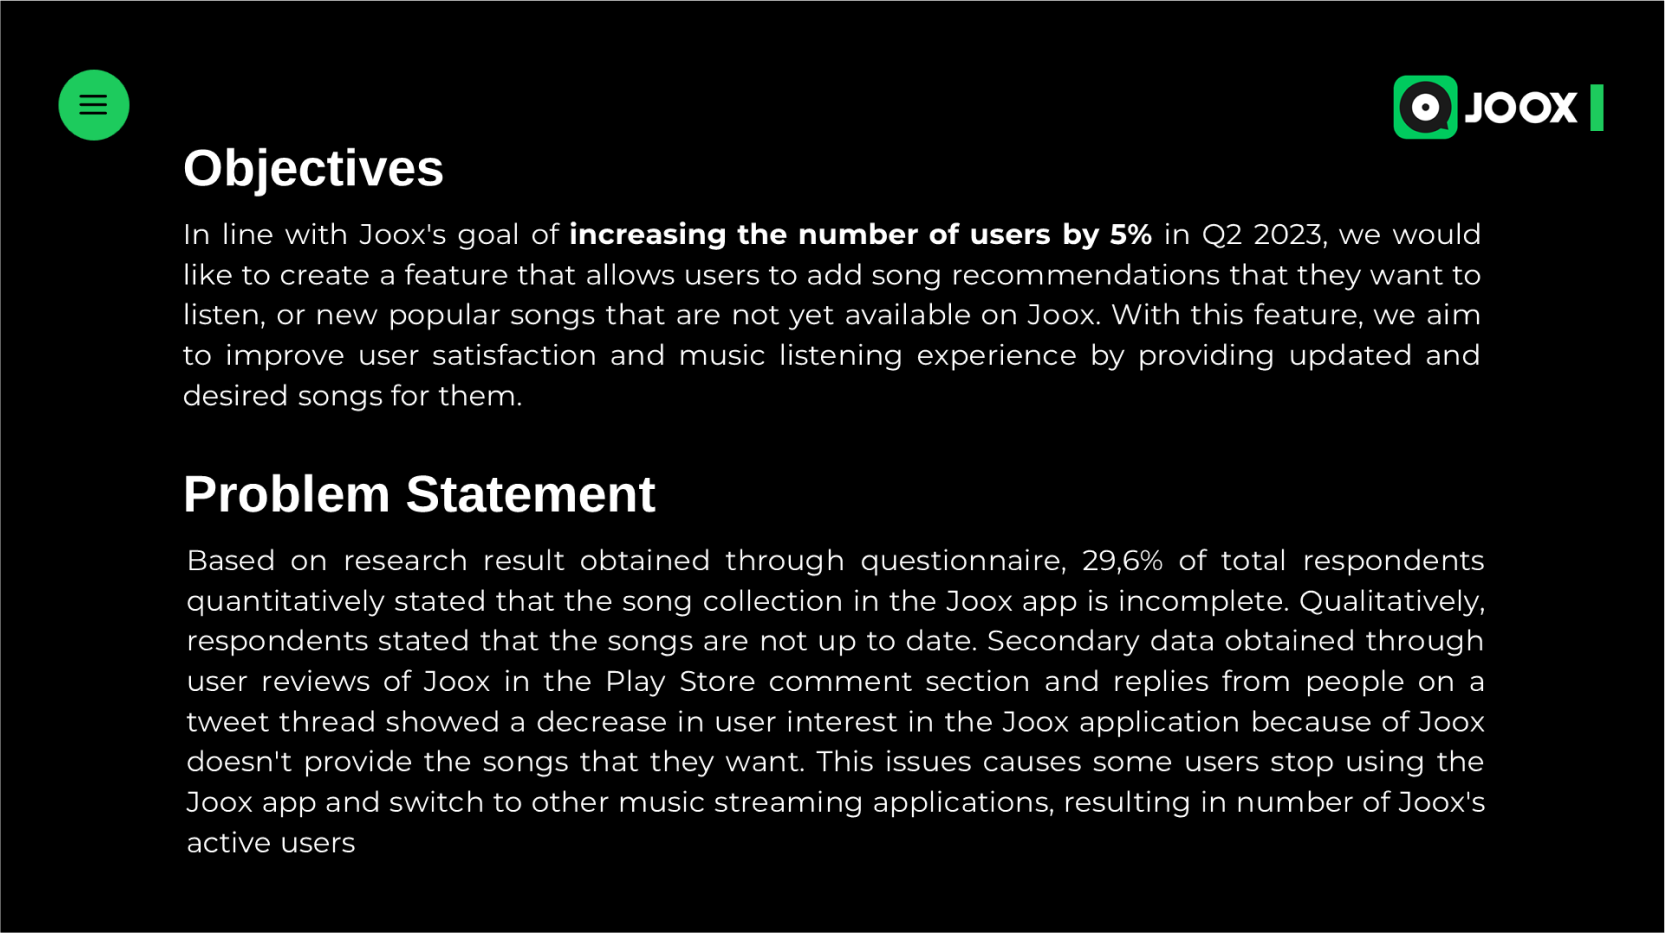 JOOX
Objectives
In line with Joox's goal of increasing the number of users by 5% in Q2 2023, we would
like to create a feature that allows users to add song recommendations that they want to
listen, or new popular songs that are not yet available on Joox. With this feature, we aim
to improve user satisfaction and music listening experience by providing updated and
desired songs for them.
Problem Statement
Based on research result obtained through questionnaire, 29,6% of total respondents
quantitatively stated that the song collection in the Joox app is incomplete. Qualitatively,
respondents stated that the songs are not up to date. Secondary data obtained through
user reviews of Joox in the Play Store comment section and replies from people on a
tweet thread showed a decrease in user interest in the Joox application because of Joox
doesn't provide the songs that they want. This issues causes some users stop using the
Joox app and switch to other music streaming applications, resulting in number of Joox's
active users